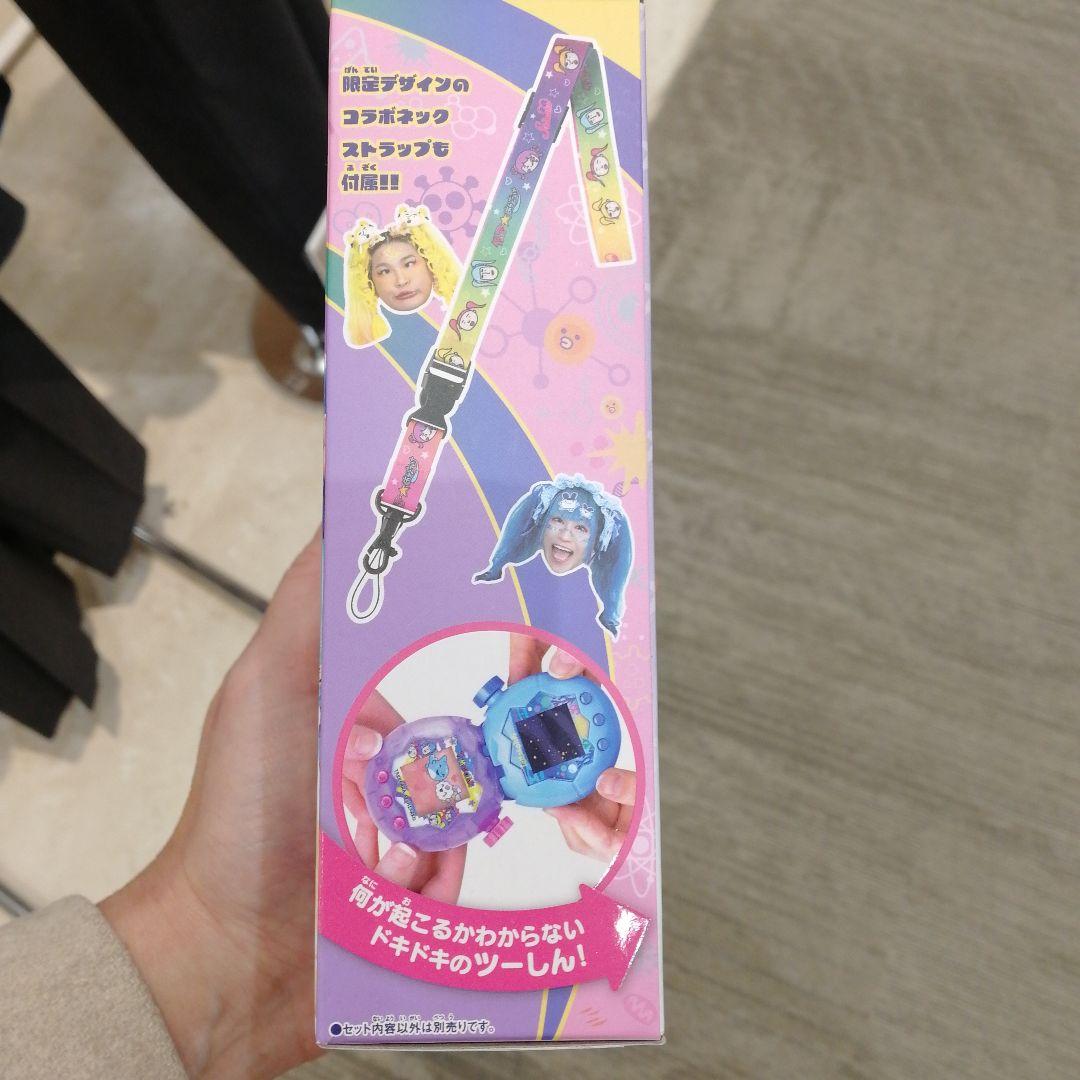 限定デザインの
コラボネック
ストラップも
付属!!
何が起こるかわからない
ドキドキのツーしん!
●セット内容以外は別売りです。